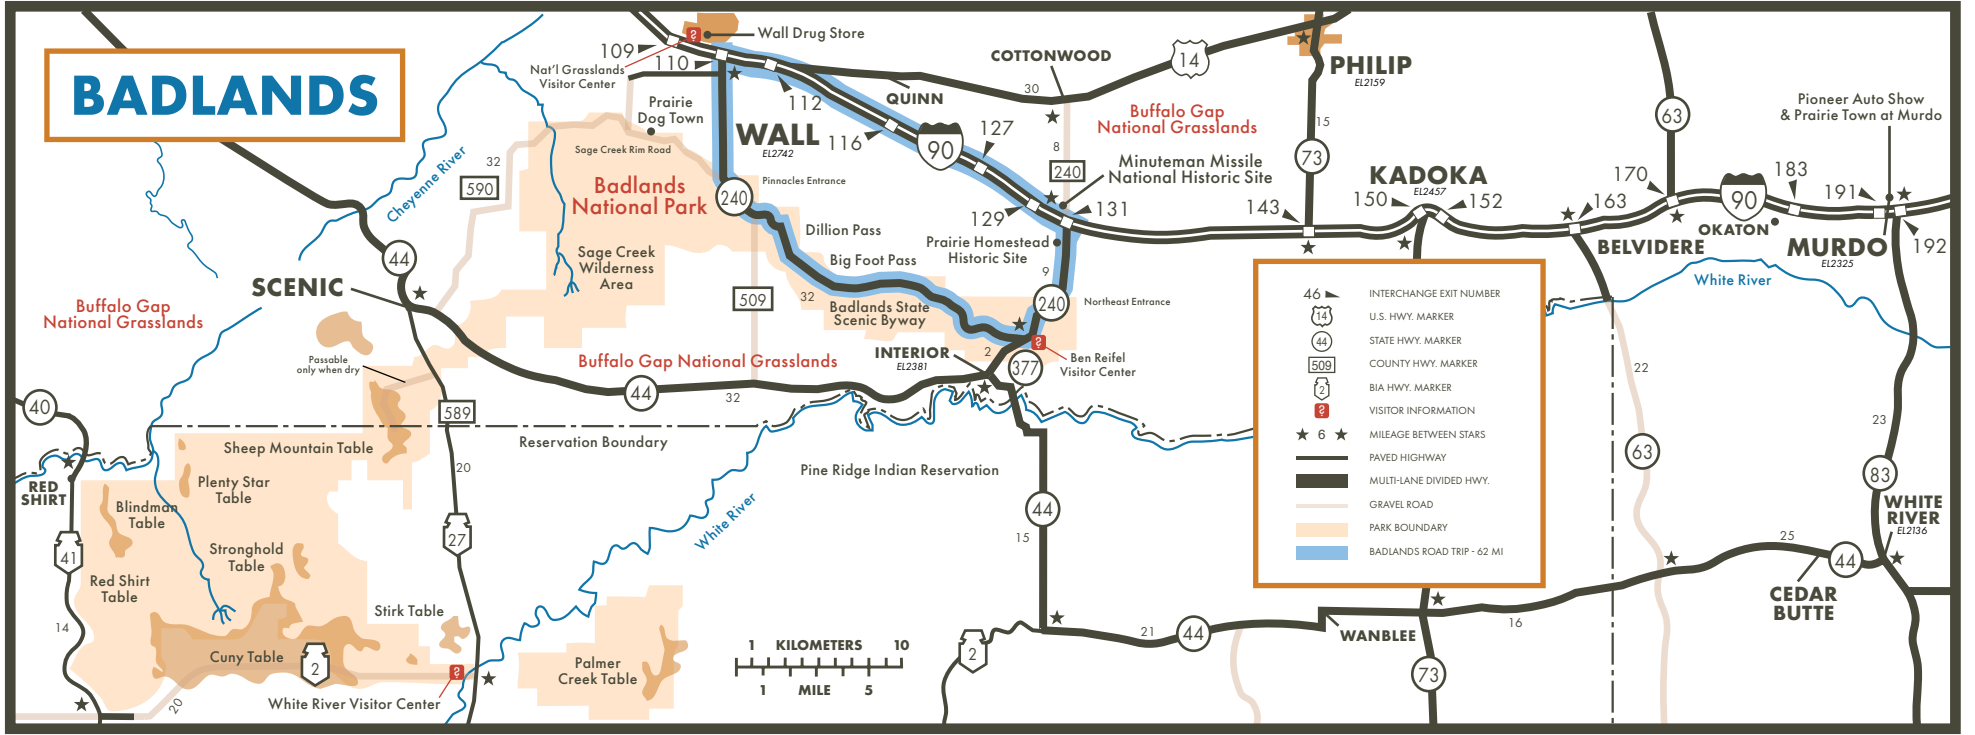 BADLANDS
109
110
Wall Drug Store
Nat'l Grasslands
Visitor Center
Prairie
Dog Town
Sage Creek Rim Road
WALL
EL2742
112
116
QUINN
COTTONWOOD
30
14
PHILIP
EL2159
15
73
Buffalo Gap
National Grasslands
8
240
90
127
Minuteman Missile
National Historic Site
129
131
Prairie Homestead
Historic Site
9
240
Northeast Entrance
143
KADOKA
EL2457
150
152
163
170
63
BELVIDERE
90
OKATON
183
191
192
Pioneer Auto Show
& Prairie Town at Murdo
MURDO
EL2325
White River
Cheyenne River
32
590
Badlands
National Park
240
Pinnacles Entrance
Sage Creek
Wilderness
Area
Dillion Pass
Big Foot Pass
32
Badlands State
Scenic Byway
509
44
SCENIC
Buffalo Gap
National Grasslands
Passable
only when dry
Buffalo Gap National Grasslands
INTERIOR
EL2381
2
377
Ben Reifel
Visitor Center
44
32
40
589
Reservation Boundary
Sheep Mountain Table
20
RED
SHIRT
Plenty Star
Table
Blindman
Table
41
Stronghold
Table
Red Shirt
Table
27
14
Stirk Table
Cuny Table
2
20
White River Visitor Center
Palmer
Creek Table
White River
Pine Ridge Indian Reservation
44
15
1 KILOMETERS 10
1 MILE 5
2
21
44
WANBLEE
16
73
46 INTERCHANGE EXIT NUMBER
14 U.S. HWY. MARKER
44 STATE HWY. MARKER
509 COUNTY HWY. MARKER
2 BIA HWY. MARKER
? VISITOR INFORMATION
★ 6 ★ MILEAGE BETWEEN STARS
PAVED HIGHWAY
MULTI-LANE DIVIDED HWY.
GRAVEL ROAD
PARK BOUNDARY
BADLANDS ROAD TRIP - 62 MI
22
63
23
83
WHITE
RIVER
EL2136
25
44
CEDAR
BUTTE